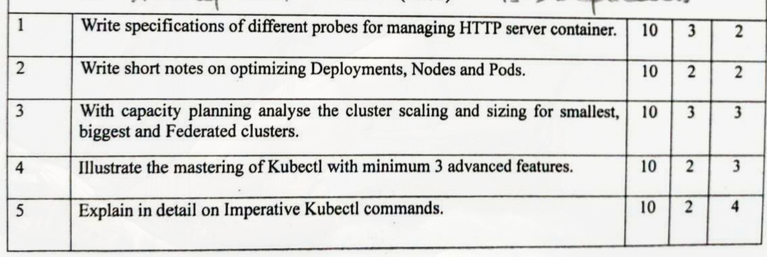 1 Write specifications of different probes for managing HTTP server container. 10 3 2
2 Write short notes on optimizing Deployments, Nodes and Pods. 10 2 2
3 With capacity planning analyse the cluster scaling and sizing for smallest, 10 3 3
biggest and Federated clusters.
4 Illustrate the mastering of Kubectl with minimum 3 advanced features. 10 2 3
5 Explain in detail on Imperative Kubectl commands. 10 2 4